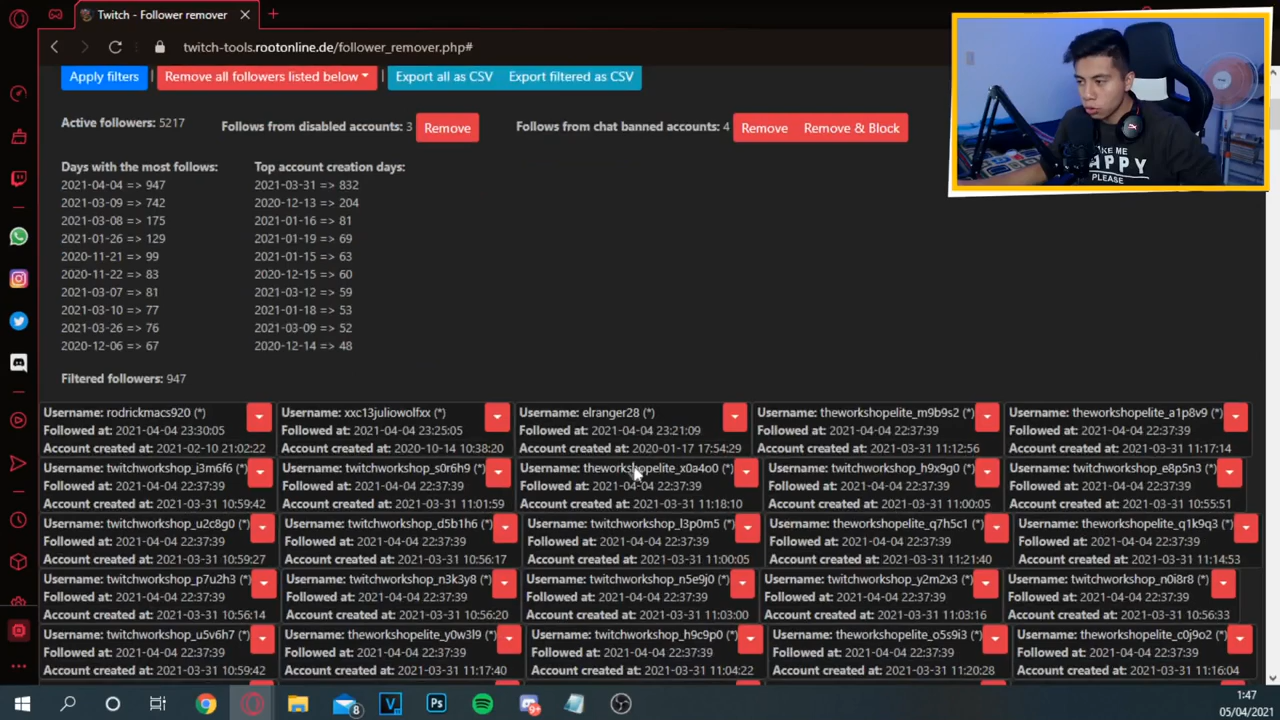 Twitch - Follower remover
twitch-tools.rootonline.de/follower_remover.php#
Apply filters | Remove all followers listed below | Export all as CSV Export filtered as CSV
Active followers: 5217 Follows from disabled accounts: 3 Remove Follows from chat banned accounts: 4 Remove Remove & Block
Days with the most follows: Top account creation days:
2021-04-04 => 947 2021-03-31 => 832
2021-03-09 => 742 2020-12-13 => 204
2021-03-08 => 175 2021-01-16 => 81
2021-01-26 => 129 2021-01-19 => 69
2020-11-21 => 99 2021-01-15 => 63
2020-11-22 => 83 2020-12-15 => 60
2021-03-07 => 81 2020-12-12 => 59
2021-03-10 => 77 2021-01-18 => 53
2021-03-26 => 76 2021-03-09 => 52
2020-12-06 => 67 2020-12-14 => 48
Filtered followers: 947
Username: rodrickmacs920 (*) Username: xxc13juliowolfxx (*) Username: elranger28 (*) Username: theworkshopelite_m9b9s2 (*) Username: theworkshopelite_a1p8v9 (*)
Followed at: 2021-04-04 23:30:05 Followed at: 2021-04-04 23:25:05 Followed at: 2021-04-04 23:21:09 Followed at: 2021-04-04 22:37:39 Followed at: 2021-04-04 22:37:39
Account created at: 2021-02-10 21:02:22 Account created at: 2020-10-14 10:38:20 Account created at: 2020-01-17 17:54:29 Account created at: 2021-03-31 11:12:56 Account created at: 2021-03-31 11:17:14
Username: twitchworkshop_i3m6f6 (*) Username: twitchworkshop_s0r6h9 (*) Username: theworkshopelite_x0a4o0 (*) Username: twitchworkshop_h9x9g0 (*) Username: twitchworkshop_e8p5n3 (*)
Followed at: 2021-04-04 22:37:39 Followed at: 2021-04-04 22:37:39 Followed at: 2021-04-04 22:37:39 Followed at: 2021-04-04 22:37:39 Followed at: 2021-04-04 22:37:39
Account created at: 2021-03-31 10:59:42 Account created at: 2021-03-31 11:01:59 Account created at: 2021-03-31 11:18:10 Account created at: 2021-03-31 11:00:05 Account created at: 2021-03-31 10:55:51
Username: twitchworkshop_u2c8g0 (*) Username: twitchworkshop_d5b1h6 (*) Username: twitchworkshop_l3p0m5 (*) Username: theworkshopelite_q7h5c1 (*) Username: theworkshopelite_q1k9q3 (*)
Followed at: 2021-04-04 22:37:39 Followed at: 2021-04-04 22:37:39 Followed at: 2021-04-04 22:37:39 Followed at: 2021-04-04 22:37:39 Followed at: 2021-04-04 22:37:39
Account created at: 2021-03-31 10:59:27 Account created at: 2021-03-31 10:56:17 Account created at: 2021-03-31 11:00:05 Account created at: 2021-03-31 11:21:40 Account created at: 2021-03-31 11:14:53
Username: twitchworkshop_p7u2h3 (*) Username: twitchworkshop_n3k3y8 (*) Username: twitchworkshop_n5e9j0 (*) Username: twitchworkshop_y2m2x3 (*) Username: twitchworkshop_n0i8r8 (*)
Followed at: 2021-04-04 22:37:39 Followed at: 2021-04-04 22:37:39 Followed at: 2021-04-04 22:37:39 Followed at: 2021-04-04 22:37:39 Followed at: 2021-04-04 22:37:39
Account created at: 2021-03-31 10:56:14 Account created at: 2021-03-31 10:56:20 Account created at: 2021-03-31 11:03:00 Account created at: 2021-03-31 11:03:16 Account created at: 2021-03-31 10:56:33
Username: twitchworkshop_u5v6h7 (*) Username: theworkshopelite_y0w3l9 (*) Username: twitchworkshop_h9c9p0 (*) Username: theworkshopelite_o5s9i3 (*) Username: theworkshopelite_c0j9o2 (*)
Followed at: 2021-04-04 22:37:39 Followed at: 2021-04-04 22:37:39 Followed at: 2021-04-04 22:37:39 Followed at: 2021-04-04 22:37:39 Followed at: 2021-04-04 22:37:39
Account created at: 2021-03-31 10:59:42 Account created at: 2021-03-31 11:17:40 Account created at: 2021-03-31 11:04:22 Account created at: 2021-03-31 11:20:28 Account created at: 2021-03-31 11:16:04
APPY
PLEASE
8
V
Ps
9+
1:47
05/04/2021